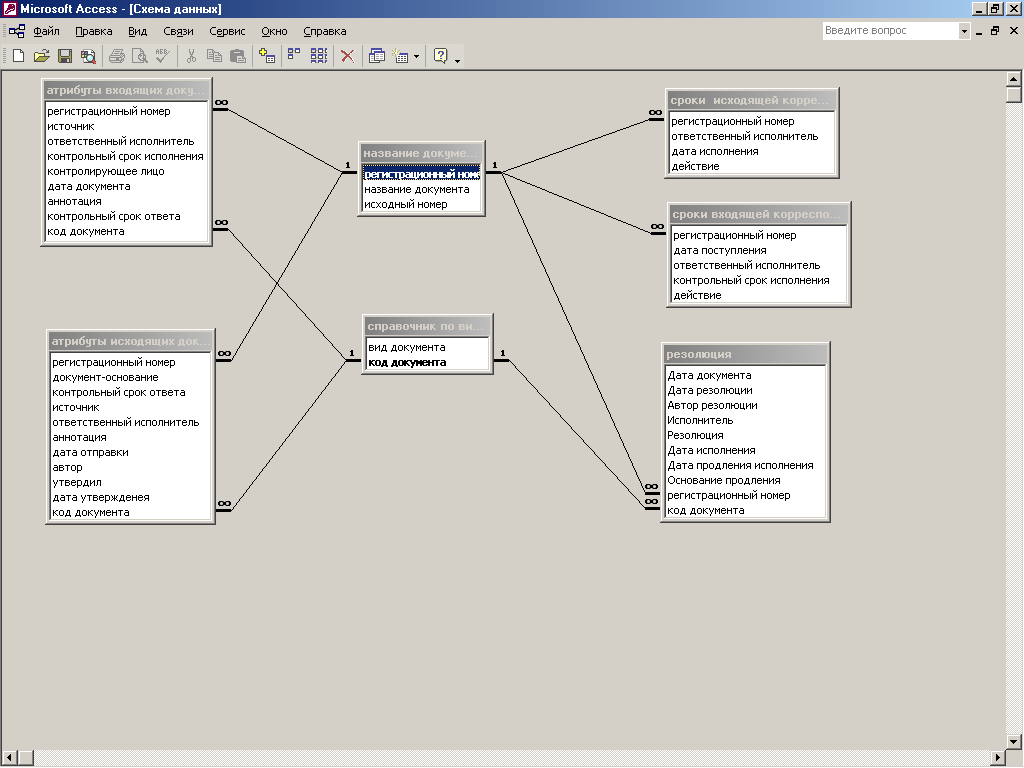 Microsoft Access - [Схема данных]
Файл Правка Вид Связи Сервис Окно Справка
Введите вопрос
атрибуты входящих доку...
регистрационный номер
источник
ответственный исполнитель
контрольный срок исполнения
контролирующее лицо
дата документа
аннотация
контрольный срок ответа
код документа
название докуме...
регистрационный номе
название документа
исходный номер
сроки исходящей корре...
регистрационный номер
ответственный исполнитель
дата исполнения
действие
сроки входящей корреспо...
регистрационный номер
дата поступления
ответственный исполнитель
контрольный срок исполнения
действие
атрибуты исходящих док...
регистрационный номер
документ-основание
контрольный срок ответа
источник
ответственный исполнитель
аннотация
дата отправки
автор
утвердил
дата утвержденея
код документа
справочник по ви...
вид документа
код документа
резолюция
Дата документа
Дата резолюции
Автор резолюции
Исполнитель
Резолюция
Дата исполнения
Дата продления исполнения
Основание продления
регистрационный номер
код документа
∞
∞
∞
∞
1
1
1
1
∞
∞
∞
∞